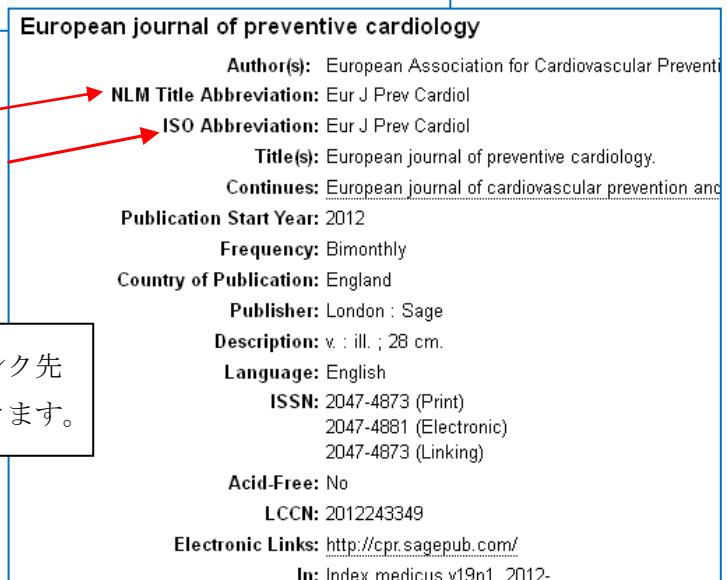 European journal of preventive cardiology
Author(s): European Association for Cardiovascular Preventi
NLM Title Abbreviation: Eur J Prev Cardiol
ISO Abbreviation: Eur J Prev Cardiol
Title(s): European journal of preventive cardiology.
Continues: European journal of cardiovascular prevention and
Publication Start Year: 2012
Frequency: Bimonthly
Country of Publication: England
Publisher: London : Sage
Description: v. : ill. ; 28 cm.
Language: English
ISSN: 2047-4873 (Print)
2047-4881 (Electronic)
2047-4873 (Linking)
Acid-Free: No
LCCN: 2012243349
Electronic Links: http://cpr.sagepub.com/
In: Index medicus v19n1, 2012-
ク先
ます。